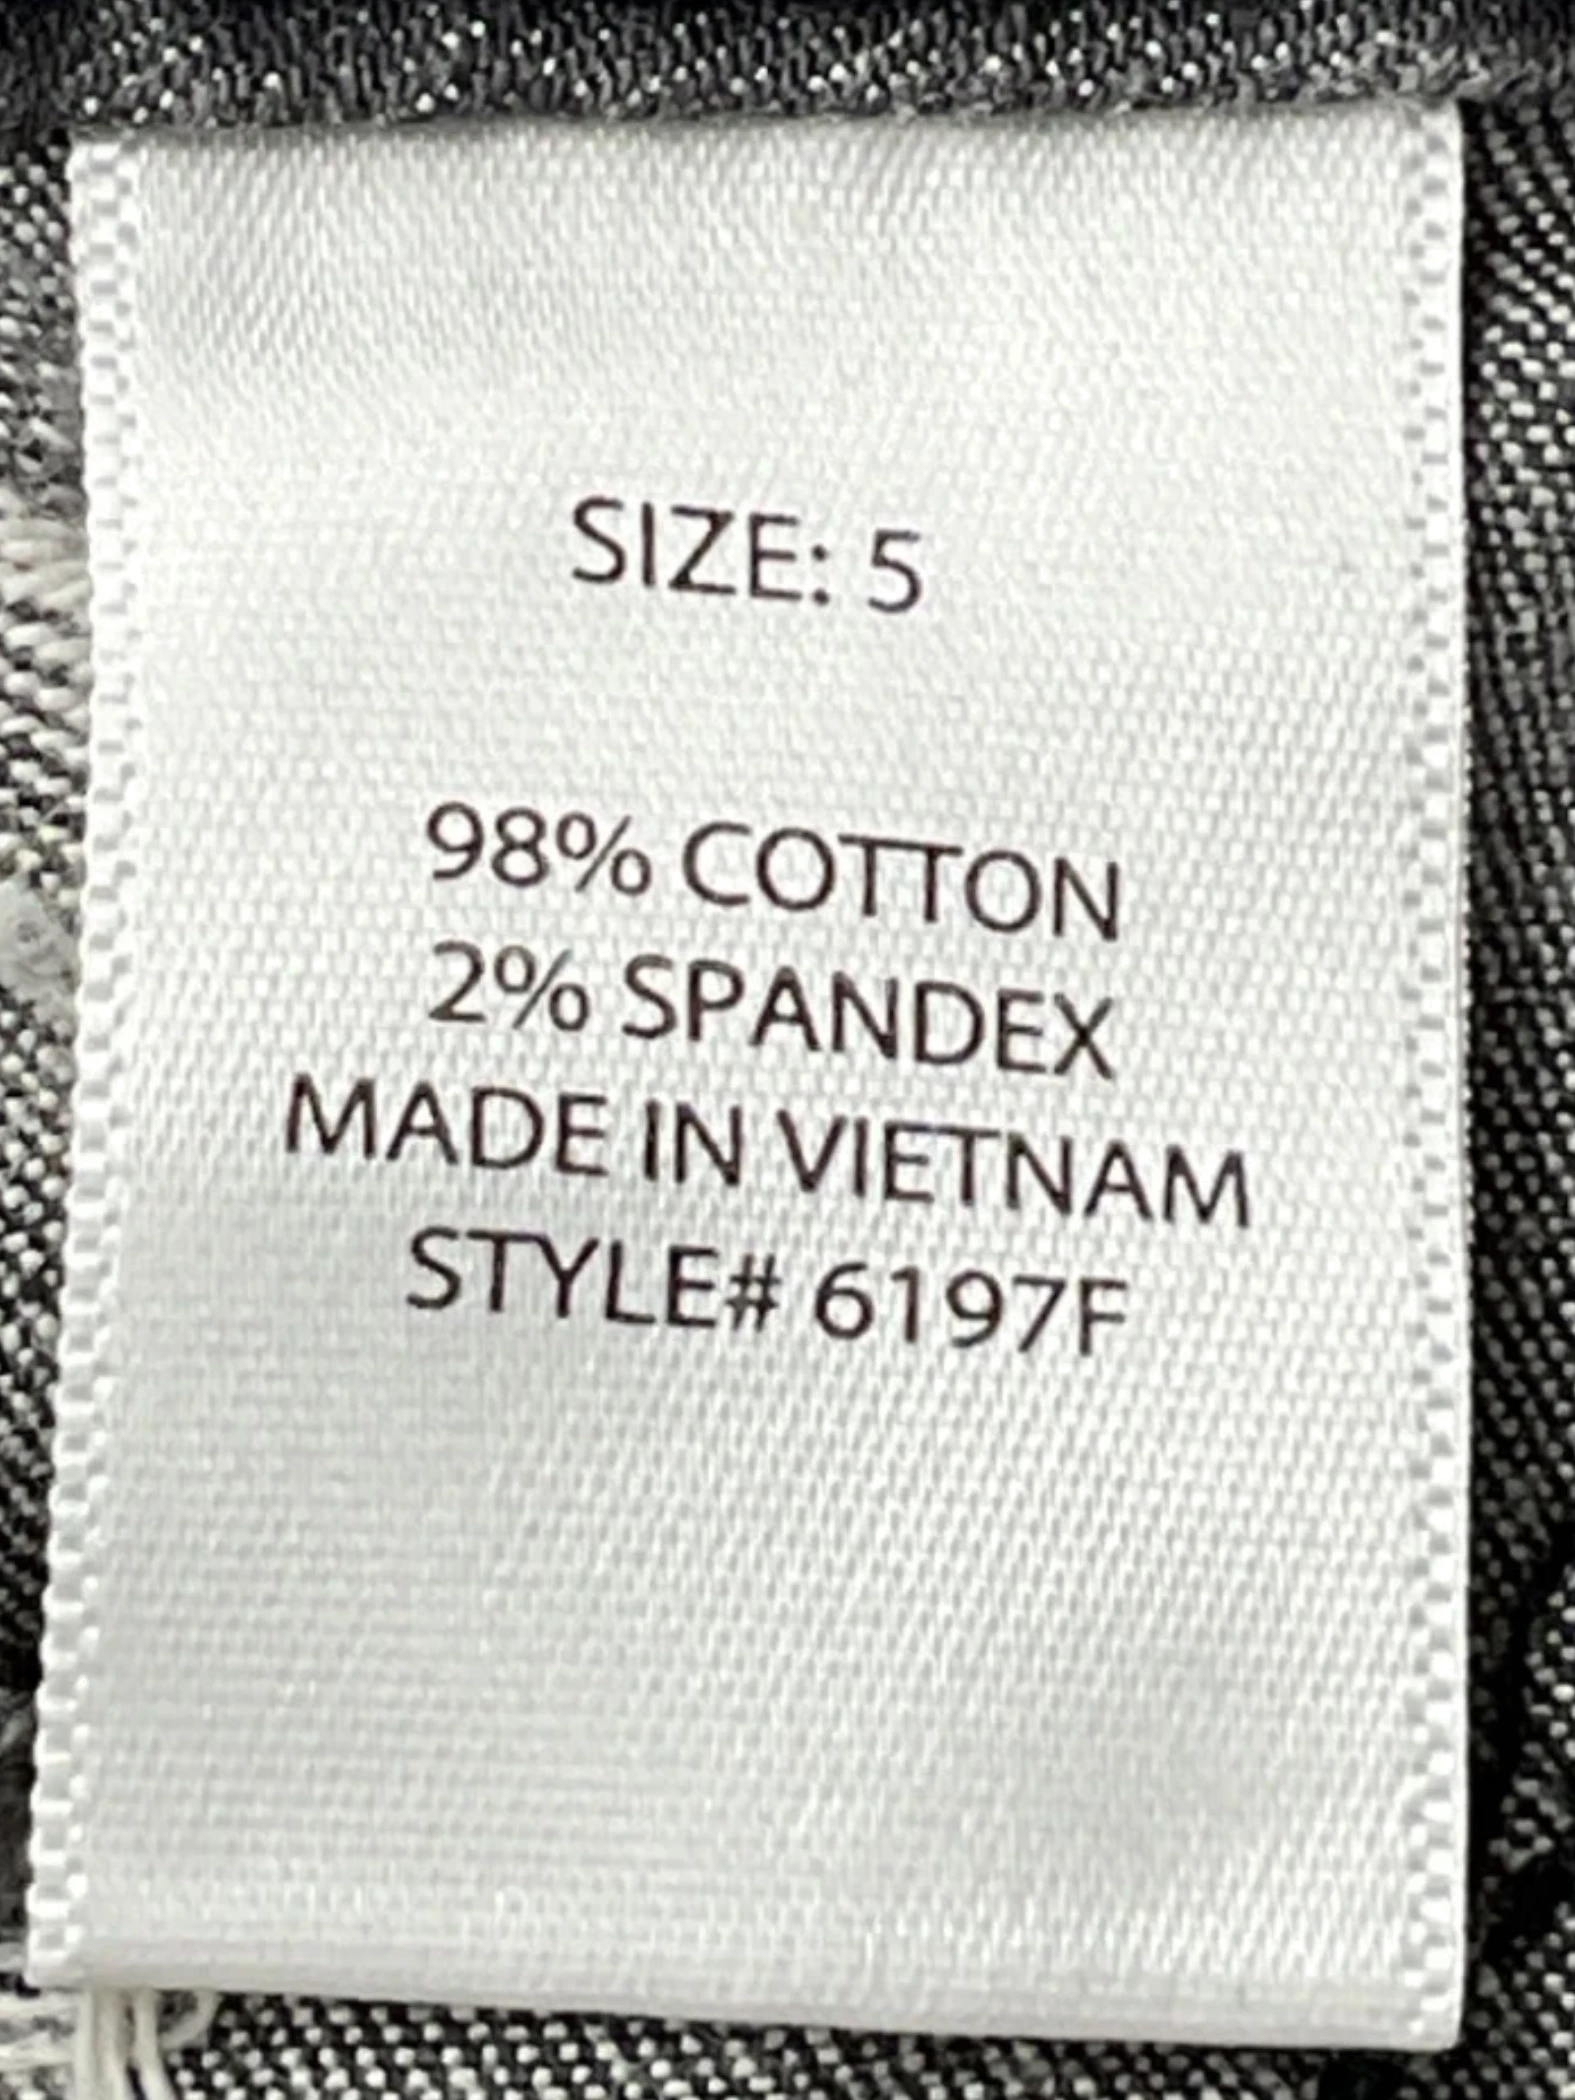 SIZE: 5
98% COTTON
2% SPANDEX
MADE IN VIETNAM
STYLE# 6197F